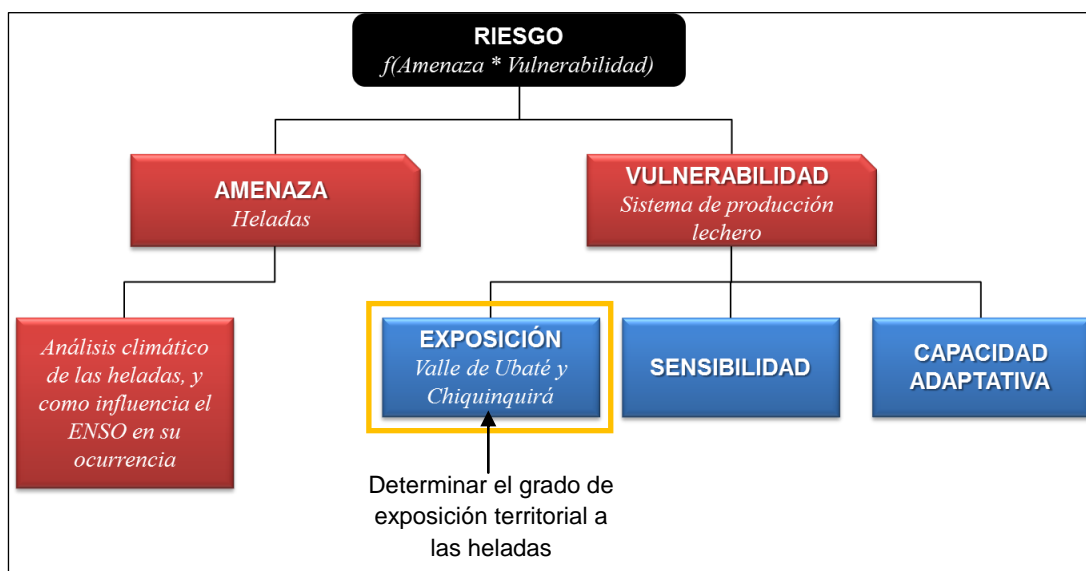 RIESGO
f(Amenaza * Vulnerabilidad)
AMENAZA
Heladas
VULNERABILIDAD
Sistema de producción
lechero
Análisis climático
de las heladas, y
como influencia el
ENSO en su
ocurrencia
EXPOSICIÓN
Valle de Ubaté y
Chiquinquirá
SENSIBILIDAD
CAPACIDAD
ADAPTATIVA
Determinar el grado de
exposición territorial a
las heladas